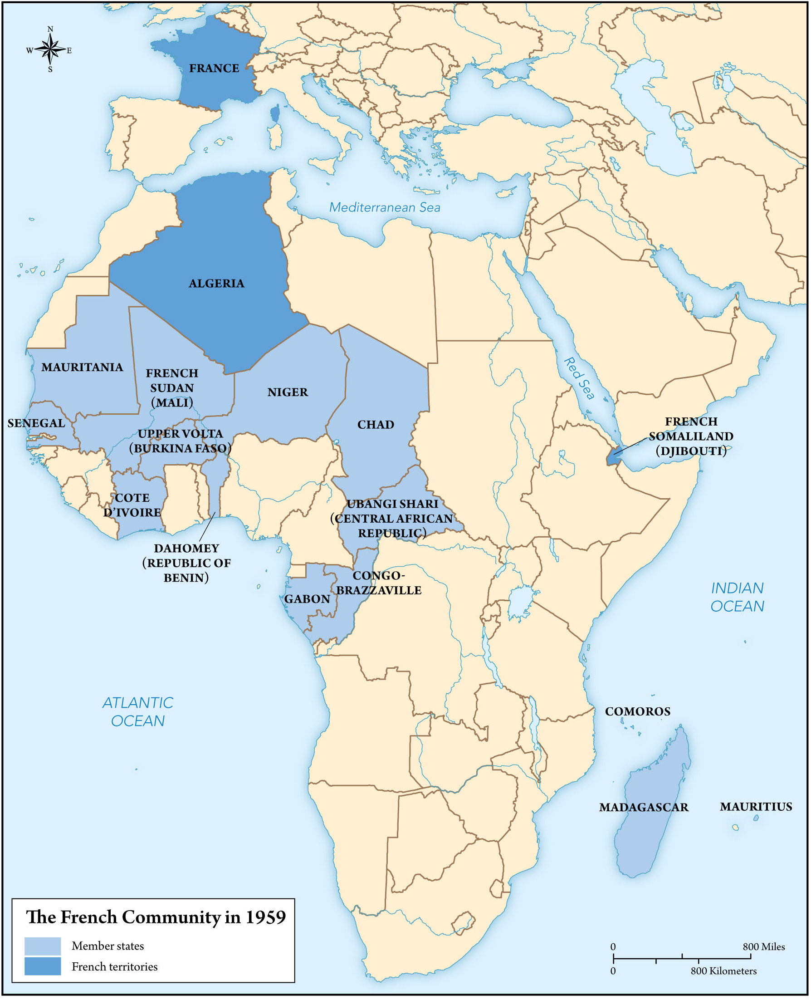 N
W E
S
FRANCE
Mediterranean Sea
ALGERIA
MAURITANIA
FRENCH
SUDAN
(MALI)
NIGER
Red Sea
SENEGAL
UPPER VOLTA
(BURKINA FASO)
CHAD
FRENCH
SOMALILAND
(DJIBOUTI)
COTE
D’IVOIRE
UBANGI SHARI
(CENTRAL AFRICAN
REPUBLIC)
DAHOMEY
(REPUBLIC OF
BENIN)
CONGO-
BRAZZAVILLE
GABON
INDIAN
OCEAN
ATLANTIC
OCEAN
COMOROS
MADAGASCAR
MAURITIUS
The French Community in 1959
Member states
French territories
0 800 Miles
0 800 Kilometers